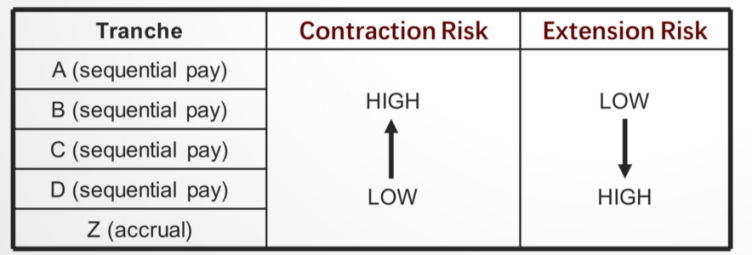 Tranche Contraction Risk Extension Risk
A (sequential pay)
HIGH LOW
B (sequential pay)
C (sequential pay)
D (sequential pay)
LOW HIGH
Z (accrual)